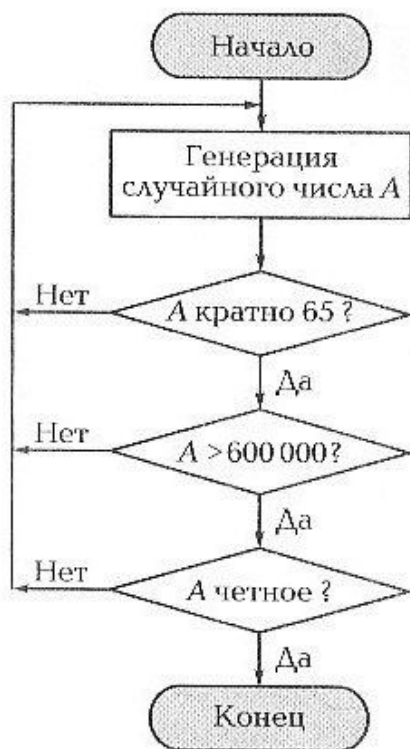 Начало
Генерация
случайного числа A
Нет
A кратно 65 ?
Да
Нет
A > 600 000?
Да
Нет
A четное ?
Да
Конец